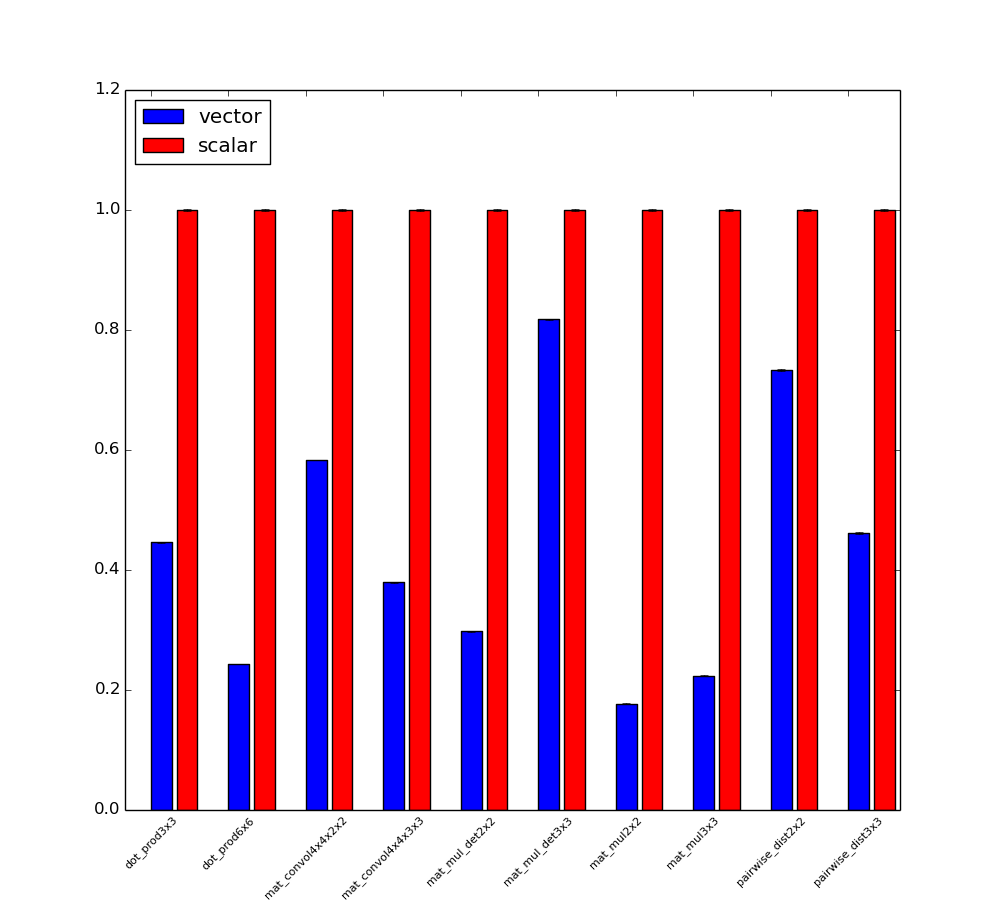 1.2
vector
scalar
1.0
0.8
0.6
0.4
0.2
0.0
dot_prod3x3
dot_prod6x6
mat_convol4x4x2x2
mat_convol4x4x3x3
mat_mul_det2x2
mat_mul_det3x3
mat_mul2x2
mat_mul3x3
pairwise_dist2x2
pairwise_dist3x3